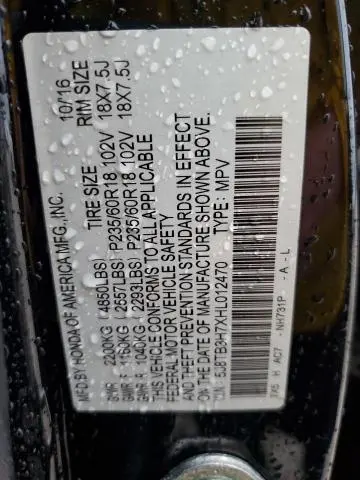 MFD.BY HONDA OF AMERICA MFG.,INC. 10/16
TIRE SIZE RIM SIZE
GVWR 2200KG ( 4850LBS)
GAWR F 1160KG ( 2557LBS) P235/60R18 102V 18X7.5J
GAWR R 1040KG ( 2293LBS) P235/60R18 102V 18X7.5J
THIS VEHICLE CONFORMS TO ALL APPLICABLE
FEDERAL MOTOR VEHICLE SAFETY
AND THEFT PREVENTION STANDARDS IN EFFECT
ON THE DATE OF MANUFACTURE SHOWN ABOVE.
5J8TB3H7XHL012470 TYPE: MPV
TX5 H AC7 NH731P - A - L